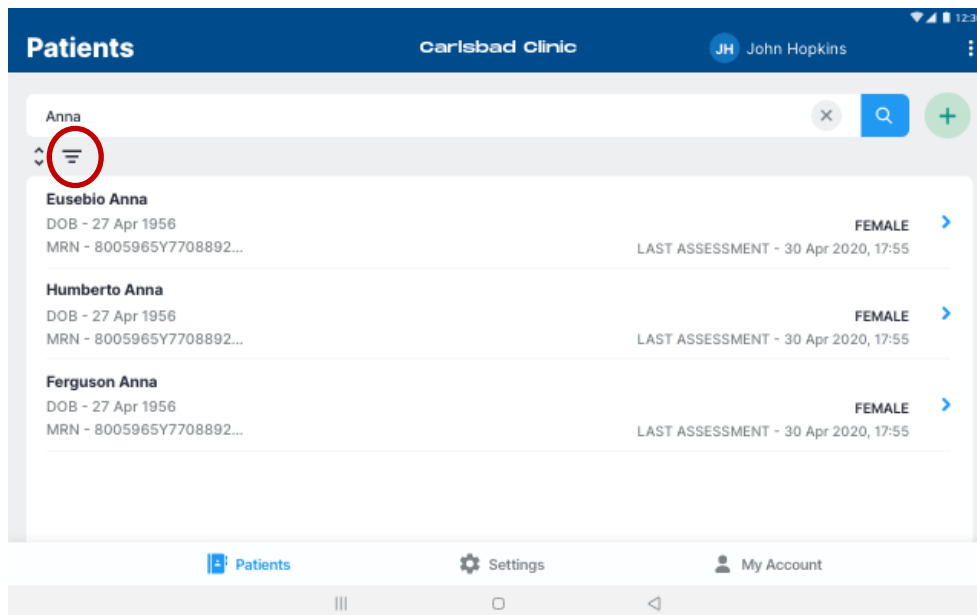 12:30
Patients
Carlsbad Clinic
JH John Hopkins
Anna
Eusebio Anna
DOB - 27 Apr 1956
FEMALE
MRN - 8005965Y7708892...
LAST ASSESSMENT - 30 Apr 2020, 17:55
Humberto Anna
DOB - 27 Apr 1956
FEMALE
MRN - 8005965Y7708892...
LAST ASSESSMENT - 30 Apr 2020, 17:55
Ferguson Anna
DOB - 27 Apr 1956
FEMALE
MRN - 8005965Y7708892...
LAST ASSESSMENT - 30 Apr 2020, 17:55
Patients
Settings
My Account